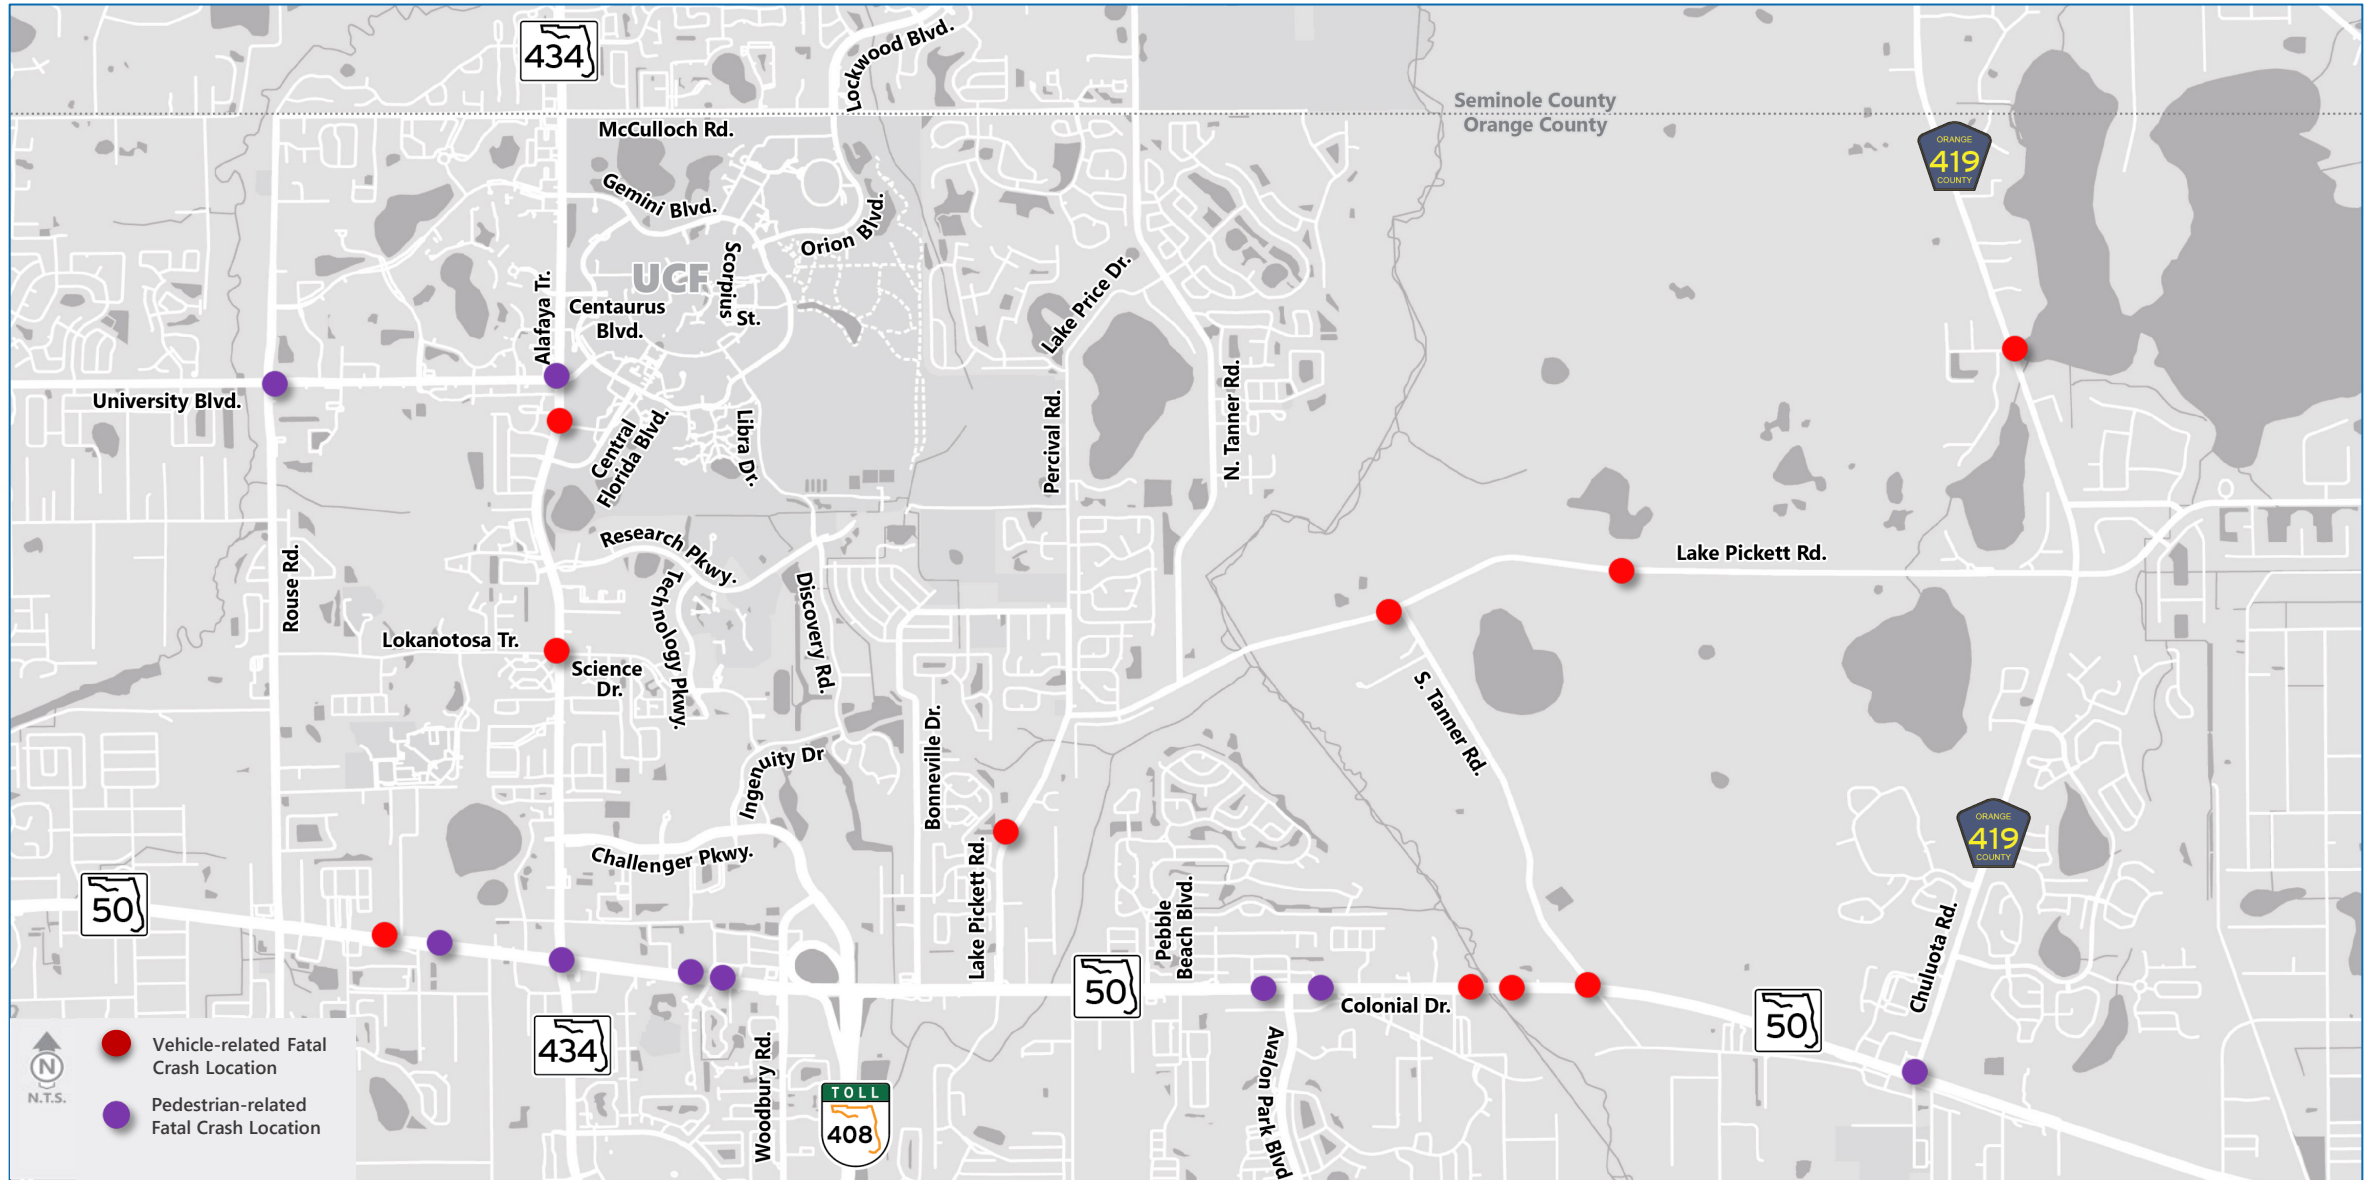 434
Lockwood Blvd.
Seminole County
Orange County
McCulloch Rd.
ORANGE
419
COUNTY
Gemini Blvd.
Orion Blvd.
Scorpius
St.
UCF
Centaurus
Blvd.
Alafaya Tr.
Lake Price Dr.
University Blvd.
Central
Florida Blvd.
Libra Dr.
Percival Rd.
N. Tanner Rd.
Rouse Rd.
Research Pkwy.
Technology Pkwy.
Discovery Rd.
Lake Pickett Rd.
Lokanotosa Tr.
Science
Dr.
S. Tanner Rd.
Ingenuity Dr
Bonneville Dr.
ORANGE
419
COUNTY
Challenger Pkwy.
Lake Pickett Rd.
Pebble
Beach Blvd.
Chuluota Rd.
50
50
Colonial Dr.
50
434
Woodbury Rd.
Avalon Park Blvd
TOLL
408
N
N.T.S.
Vehicle-related Fatal
Crash Location
Pedestrian-related
Fatal Crash Location